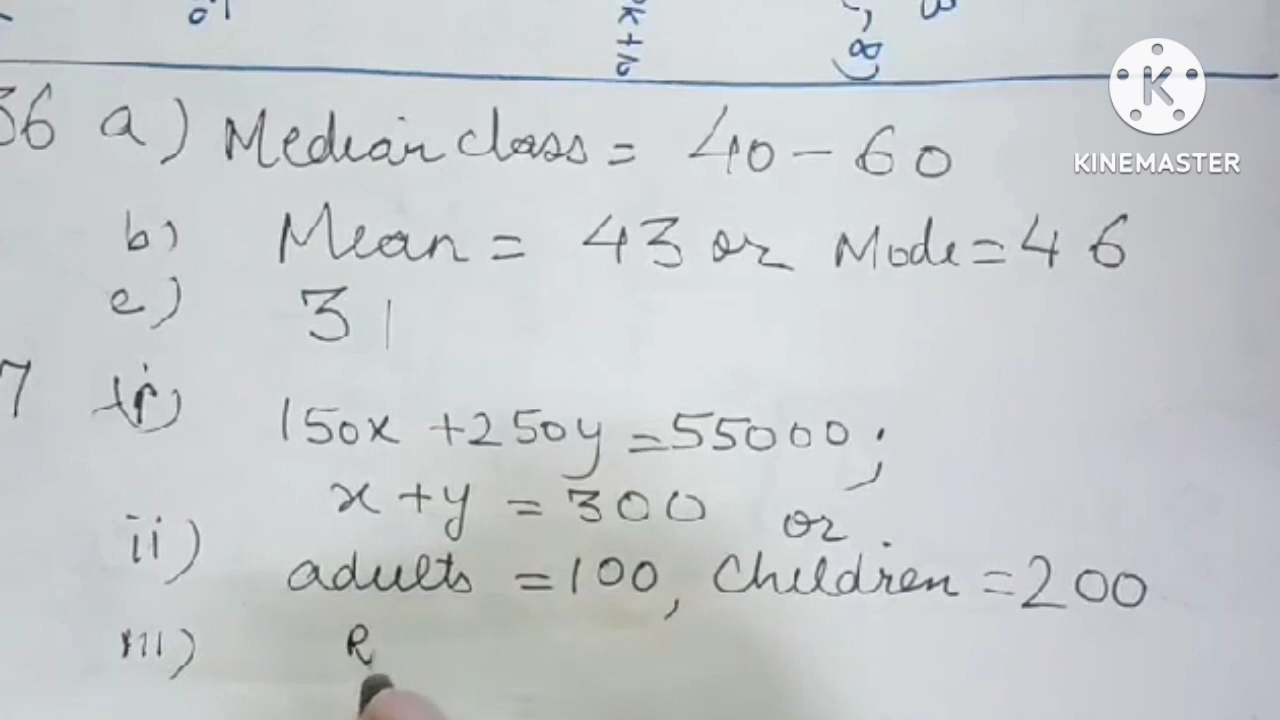 36 a) Median class = 40 - 60
b) Mean = 43 or Mode = 46
c) 31
7 (i) 150x + 250y = 55000;
x + y = 300 or
ii) adults = 100, Children = 200
iii) R
K
KINEMASTER